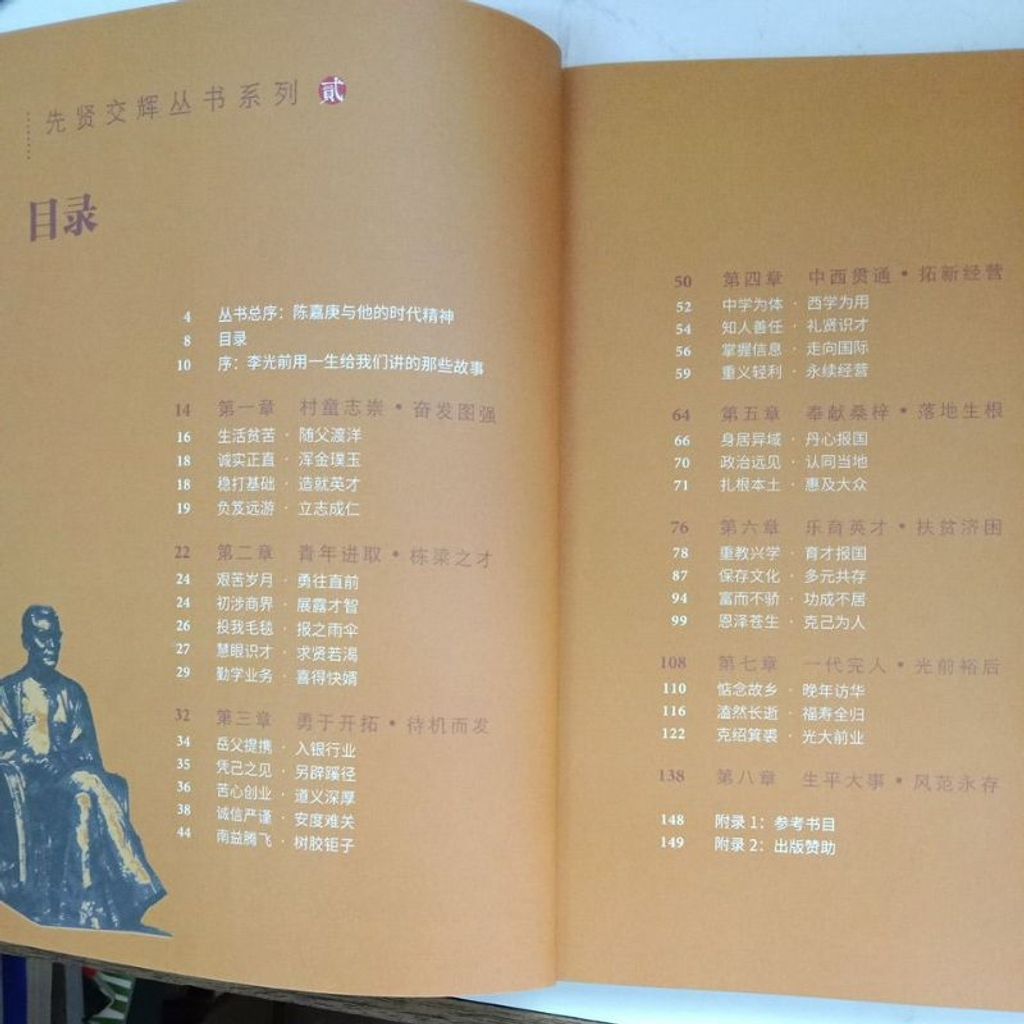 先贤交辉丛书系列 贰
目录
4 丛书总序：陈嘉庚与他的时代精神
8 目录
10 序：李光前用一生给我们讲的那些故事
14 第一章 村童志崇·奋发图强
16 生活贫苦·随父渡洋
18 诚实正直·浑金璞玉
18 稳打基础·造就英才
19 负笈远游·立志成仁
22 第二章 青年进取·栋梁之才
24 艰苦岁月·勇往直前
24 初涉商界·展露才智
26 投我毛毯·报之雨伞
27 慧眼识才·求贤若渴
29 勤学业务·喜得快婿
32 第三章 勇于开拓·待机而发
34 岳父提携·入银行业
35 凭己之见·另辟蹊径
36 苦心创业·道义深厚
38 诚信严谨·安度难关
44 南益腾飞·树胶钜子
50 第四章 中西贯通·拓新经营
52 中学为体·西学为用
54 知人善任·礼贤识才
56 掌握信息·走向国际
59 重义轻利·永续经营
64 第五章 奉献桑梓·落地生根
66 身居异域·丹心报国
70 政治远见·认同当地
71 扎根本土·惠及大众
76 第六章 乐育英才·扶贫济困
78 重教兴学·育才报国
87 保存文化·多元共存
94 富而不骄·功成不居
99 恩泽苍生·克己为人
108 第七章 一代完人·光前裕后
110 惦念故乡·晚年访华
116 溘然长逝·福寿全归
122 克绍箕裘·光大前业
138 第八章 生平大事·风范永存
148 附录 1：参考书目
149 附录 2：出版赞助